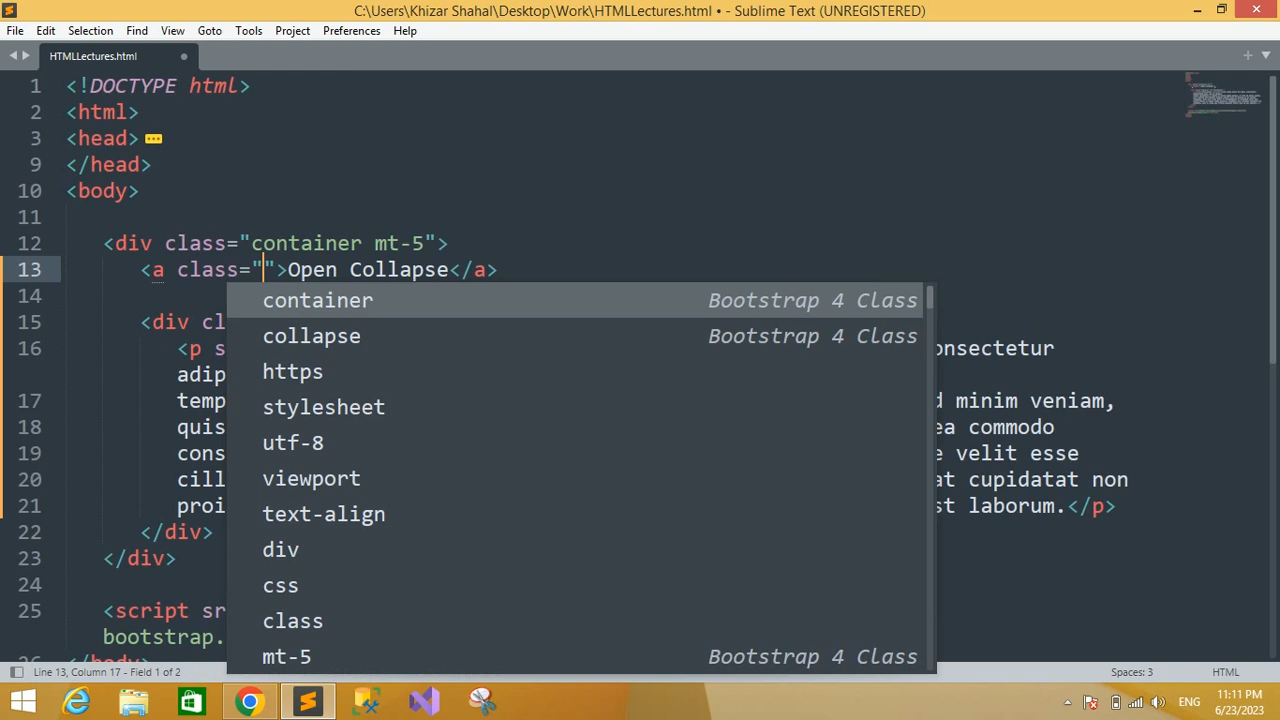 C:\Users\Khizar Shahal\Desktop\Work\HTMLLectures.html • - Sublime Text (UNREGISTERED)
File Edit Selection Find View Goto Tools Project Preferences Help
HTMLLectures.html
1 <!DOCTYPE html>
2 <html>
3 <head>
9 </head>
10 <body>
11
12 <div class="container mt-5">
13 <a class="">Open Collapse</a>
14
container Bootstrap 4 Class
15 <div cl
collapse Bootstrap 4 Class
16 <p s onsectetur
adip https
17 temp stylesheet d minim veniam,
18 quis utf-8 ea commodo
19 cons viewport e velit esse
20 cill text-align at cupidatat non
21 proi st laborum.</p>
22 </div>
div
23 </div>
24 css
25 <script sr class
bootstrap.
mt-5 Bootstrap 4 Class
26 </body>
Line 13, Column 17 - Field 1 of 2 Spaces: 3 HTML
ENG 11:11 PM
6/23/2023